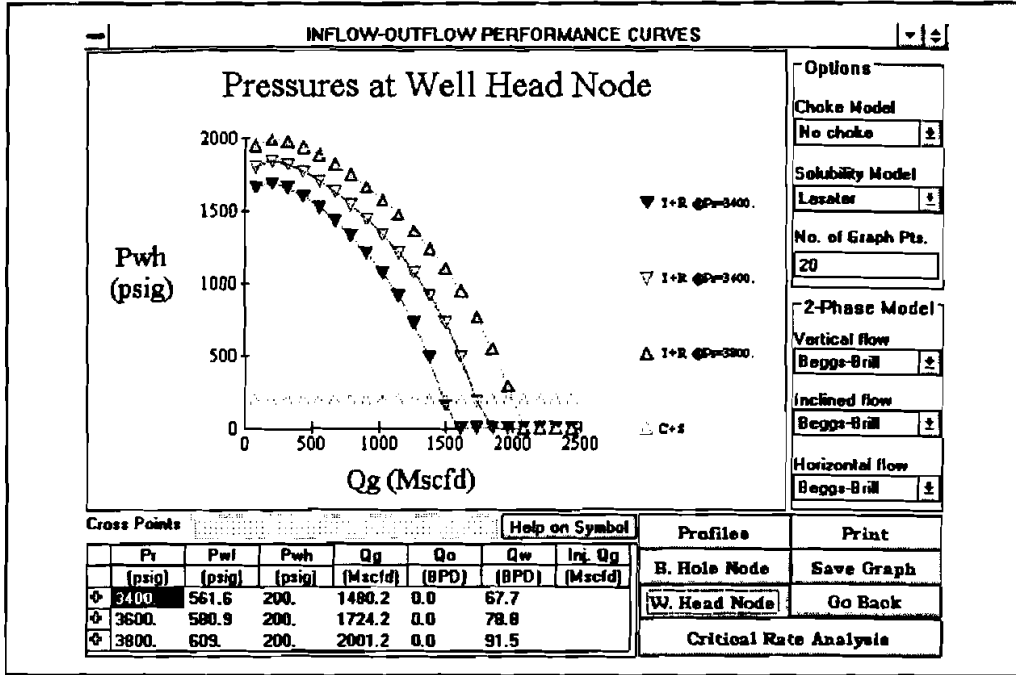 INFLOW-OUTFLOW PERFORMANCE CURVES
Pressures at Well Head Node
Pwh
(psig)
2000
1500
1000
500
0
0 500 1000 1500 2000 2500
Qg (Mscfd)
I+R @Pr=3400.
I+R @Pr=3400.
I+R @Pr=3800.
C+S
Options
Choke Model
No choke
Solubility Model
Lasater
No. of Graph Pts.
20
2-Phase Model
Vertical flow
Beggs-Brill
Inclined flow
Beggs-Brill
Horizontal flow
Beggs-Brill
Cross Points
Help on Symbol
Pr Pwf Pwh Qg Qo Qw Inj. Qg
(psig) (psig) (psig) (Mscfd) (BPD) (BPD) (Mscfd)
3400. 561.6 200. 1480.2 0.0 67.7
3600. 580.9 200. 1724.2 0.0 78.8
3800. 609. 200. 2001.2 0.0 91.5
Profiles Print
B. Hole Node Save Graph
W. Head Node Go Back
Critical Rate Analysis